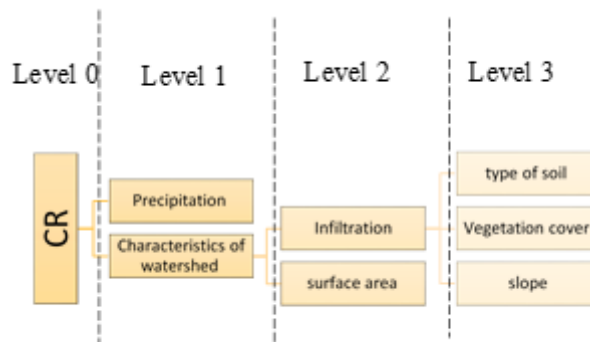 Level 0
Level 1
Level 2
Level 3
CR
Precipitation
Characteristics of
watershed
Infiltration
surface area
type of soil
Vegetation cover
slope